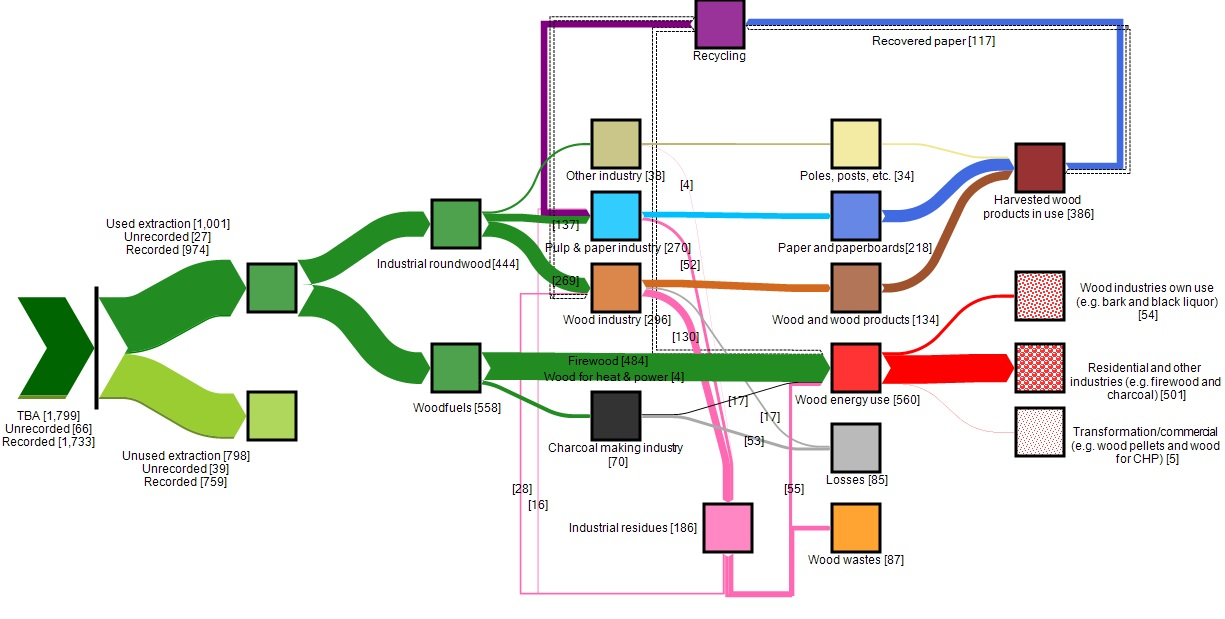 Recycling
Recovered paper [117]
Other industry [38]
[4]
Poles, posts, etc. [34]
Harvested wood
products in use [386]
Used extraction [1,001]
Unrecorded [27]
Recorded [974]
[137]
Pulp & paper industry [270]
Paper and paperboards[218]
Industrial roundwood[444]
[52]
[269]
Wood industry [296]
Wood and wood products [134]
Wood industries own use
(e.g. bark and black liquor)
[54]
[130]
Firewood [484]
Wood for heat & power [4]
Woodfuels [558]
Wood energy use [560]
Residential and other
industries (e.g. firewood and
charcoal) [501]
TBA [1,799]
Unrecorded [66]
Recorded [1,733]
[17]
[17]
[53]
Charcoal making industry
[70]
Transformation/commercial
(e.g. wood pellets and wood
for CHP) [5]
Unused extraction [798]
Unrecorded [39]
Recorded [759]
Losses [85]
[28]
[16]
[55]
Industrial residues [186]
Wood wastes [87]